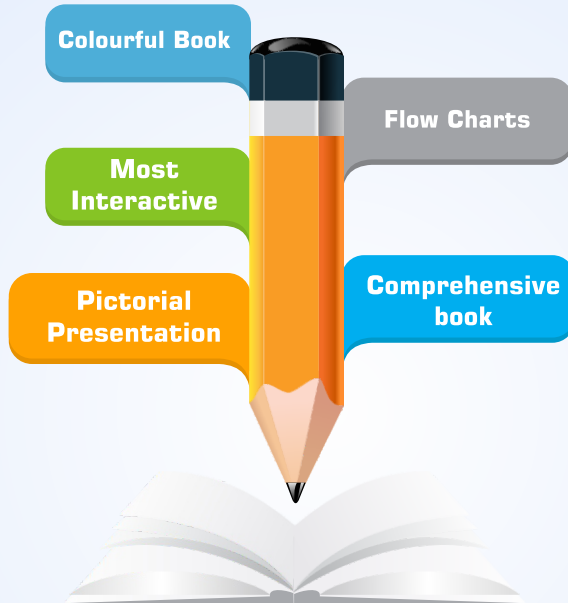 Colourful Book
Flow Charts
Most
Interactive
Comprehensive
book
Pictorial
Presentation